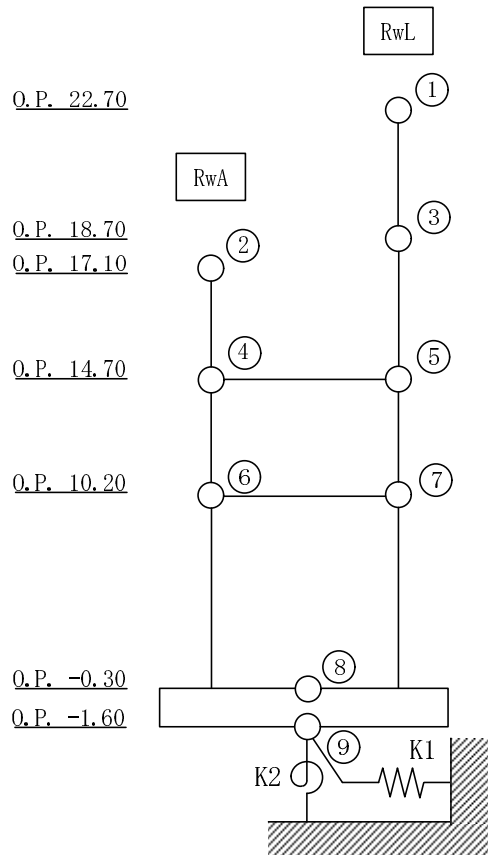 RwL
O.P. 22.70
①
RwA
③
O.P. 18.70
②
O.P. 17.10
④
⑤
O.P. 14.70
⑥
⑦
O.P. 10.20
⑧
O.P. -0.30
O.P. -1.60
⑨
K1
K2